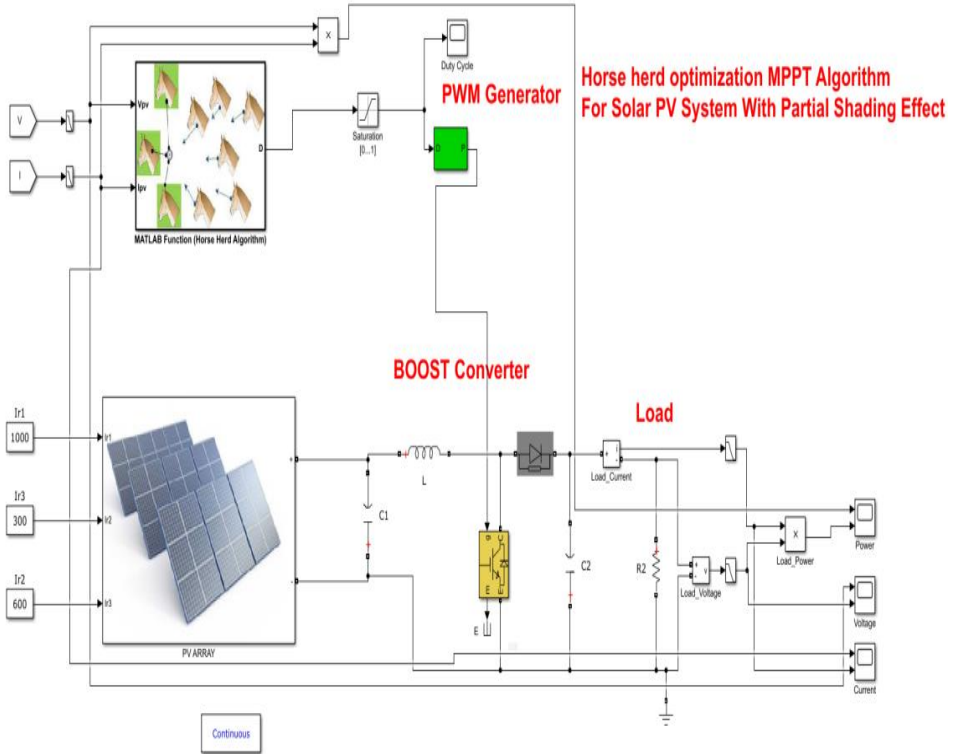 Duty Cycle
Horse herd optimization MPPT Algorithm
For Solar PV System With Partial Shading Effect
PWM Generator
V
I
Vpv
Ipv
D
Saturation
[0...1]
D
P
MATLAB Function (Horse Herd Algorithm)
BOOST Converter
Load
Ir1
1000
Ir3
300
Ir2
600
Ir1
Ir2
Ir3
+
-
PV ARRAY
C1
L
g
C
m
E
E
C2
Load_Current
R2
Load_Voltage
Load_Power
Power
Voltage
Current
Continuous